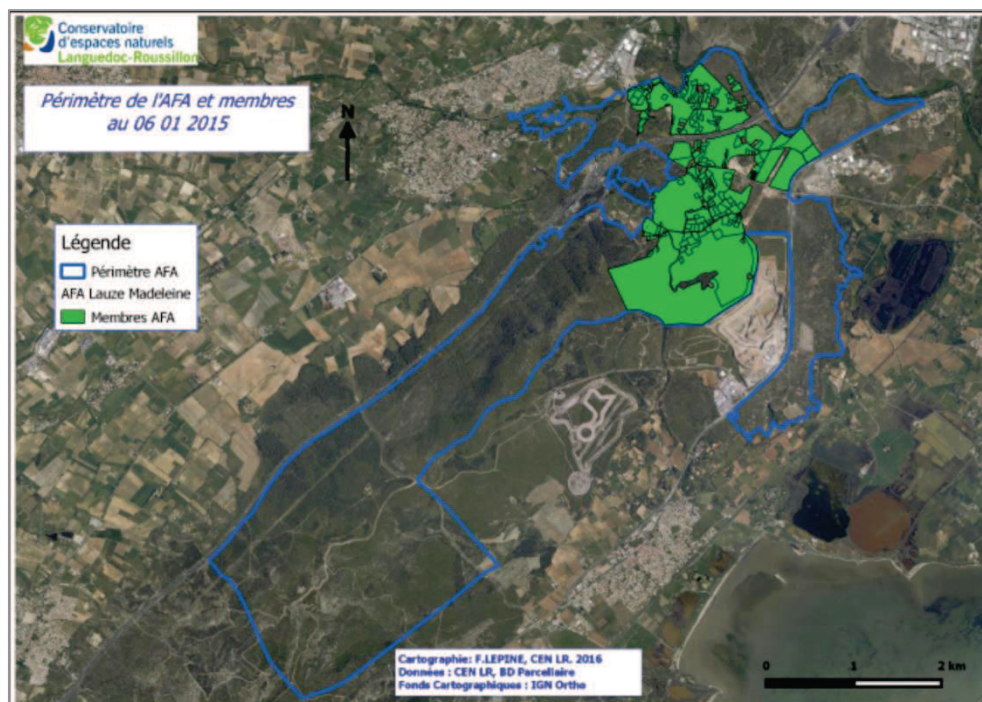 Conservatoire
d'espaces naturels
Languedoc-Roussillon
Périmètre de l'AFA et membres
au 06 01 2015
N
Légende
Périmètre AFA
AFA Lauze Madeleine
Membres AFA
Cartographie: F.LEPINE, CEN LR. 2016
Données : CEN LR, BD Parcellaire
Fonds Cartographiques : IGN Ortho
0 1 2 km